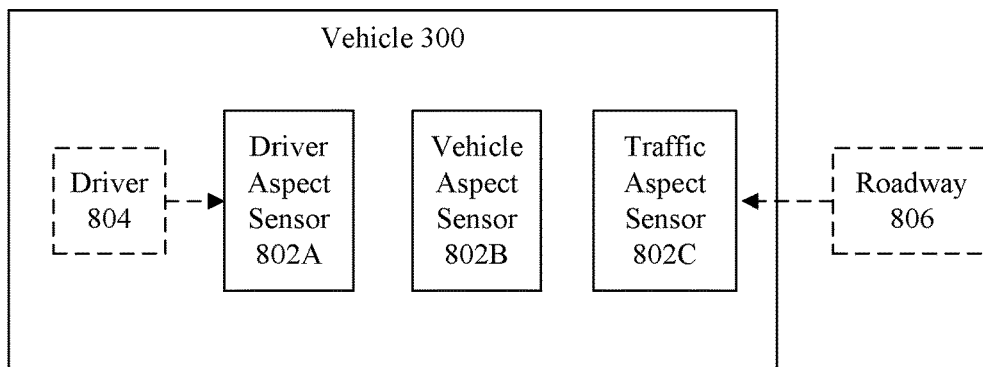 Vehicle 300
Driver
804
Driver
Aspect
Sensor
802A
Vehicle
Aspect
Sensor
802B
Traffic
Aspect
Sensor
802C
Roadway
806